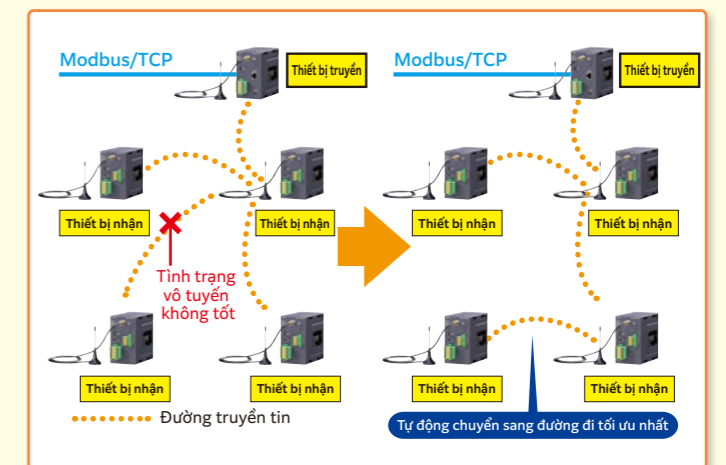 Modbus/TCP
Thiết bị truyền
Thiết bị nhận
Thiết bị nhận
Tình trạng
vô tuyến
không tốt
Thiết bị nhận
Thiết bị nhận
Đường truyền tin
Modbus/TCP
Thiết bị truyền
Thiết bị nhận
Thiết bị nhận
Thiết bị nhận
Thiết bị nhận
Tự động chuyển sang đường đi tối ưu nhất